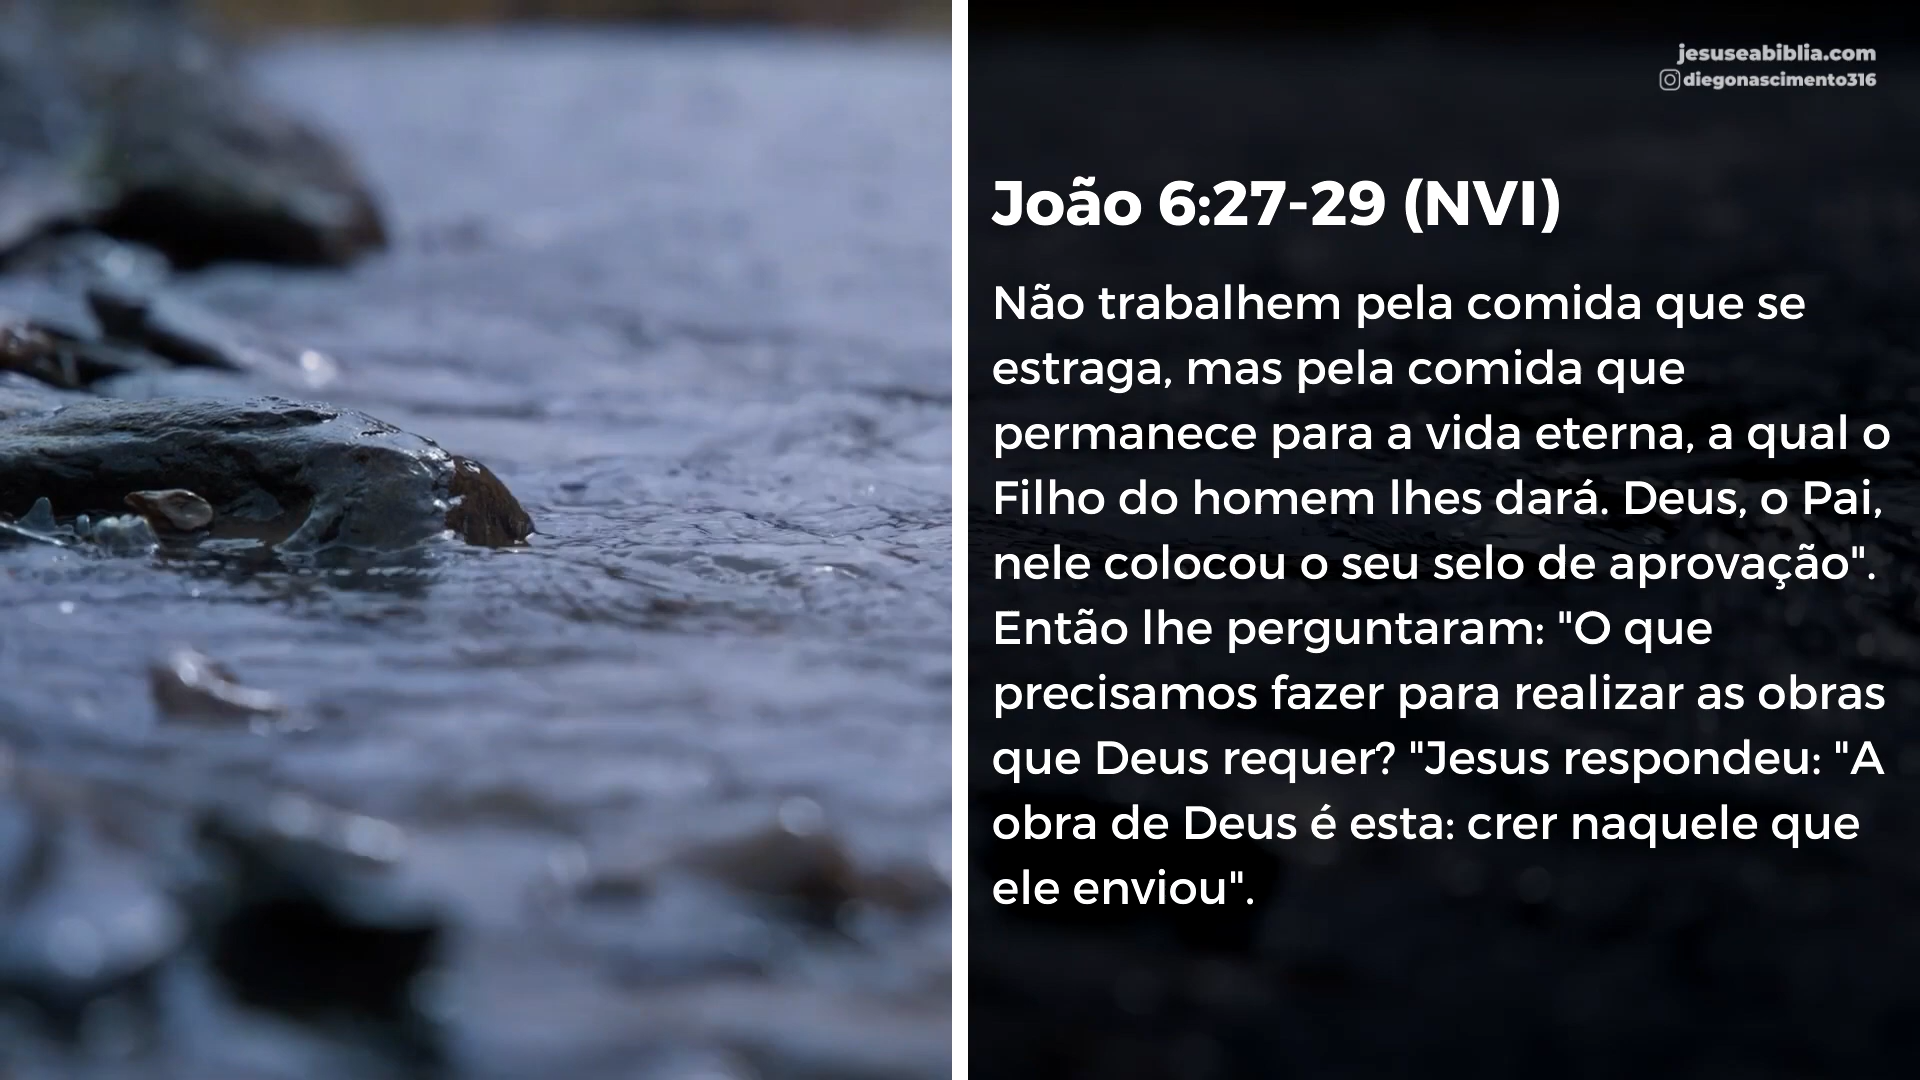 jesuseabiblia.com
diegonascimento316
João 6:27-29 (NVI)
Não trabalhem pela comida que se
estraga, mas pela comida que
permanece para a vida eterna, a qual o
Filho do homem lhes dará. Deus, o Pai,
nele colocou o seu selo de aprovação".
Então lhe perguntaram: "O que
precisamos fazer para realizar as obras
que Deus requer? "Jesus respondeu: "A
obra de Deus é esta: crer naquele que
ele enviou".